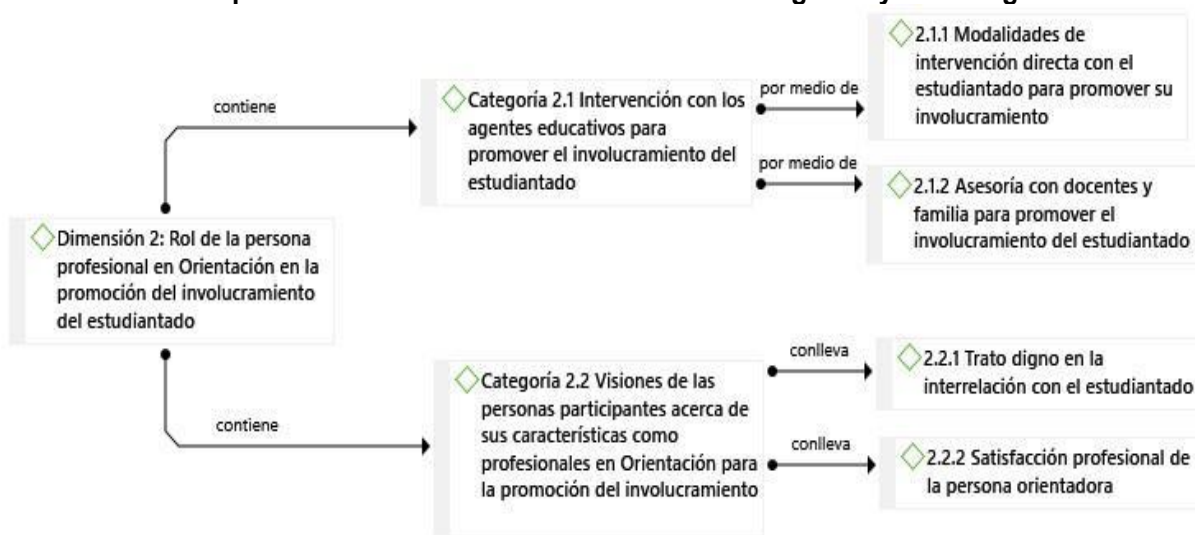 contiene
Categoría 2.1 Intervención con los
agentes educativos para
promover el involucramiento del
estudiantado
por medio de
2.1.1 Modalidades de
intervención directa con el
estudiantado para promover su
involucramiento
por medio de
2.1.2 Asesoría con docentes y
familia para promover el
involucramiento del estudiantado
Dimensión 2: Rol de la persona
profesional en Orientación en la
promoción del involucramiento
del estudiantado
contiene
Categoría 2.2 Visiones de las
personas participantes acerca de
sus características como
profesionales en Orientación para
la promoción del involucramiento
conlleva
2.2.1 Trato digno en la
interrelación con el estudiantado
conlleva
2.2.2 Satisfacción profesional de
la persona orientadora